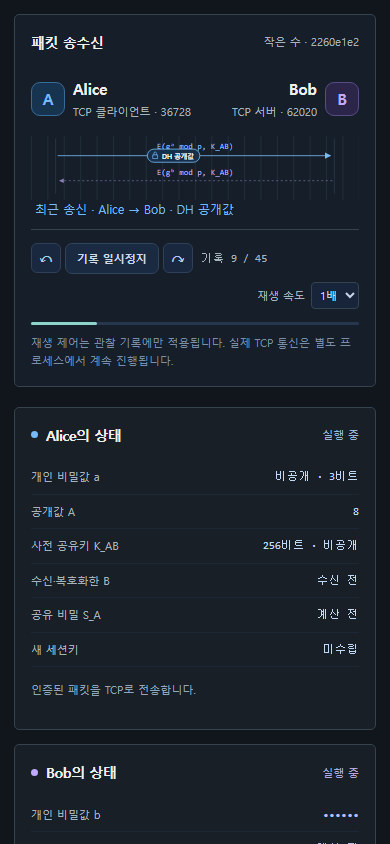 패킷 송수신
작은 수 · 2260e1e2
A
Alice
TCP 클라이언트 · 36728
Bob
TCP 서버 · 62020
B
E(gᵃ mod p, K_AB)
DH 공개값
E(gᵇ mod p, K_AB)
최근 송신 · Alice → Bob · DH 공개값
기록 일시정지
기록 9 / 45
재생 속도
1배
재생 제어는 관찰 기록에만 적용됩니다. 실제 TCP 통신은 별도 프
로세스에서 계속 진행됩니다.
Alice의 상태
실행 중
개인 비밀값 a
비공개 · 3비트
공개값 A
8
사전 공유키 K_AB
256비트 · 비공개
수신·복호화한 B
수신 전
공유 비밀 S_A
계산 전
새 세션키
미수립
인증된 패킷을 TCP로 전송합니다.
Bob의 상태
실행 중
개인 비밀값 b
••••••